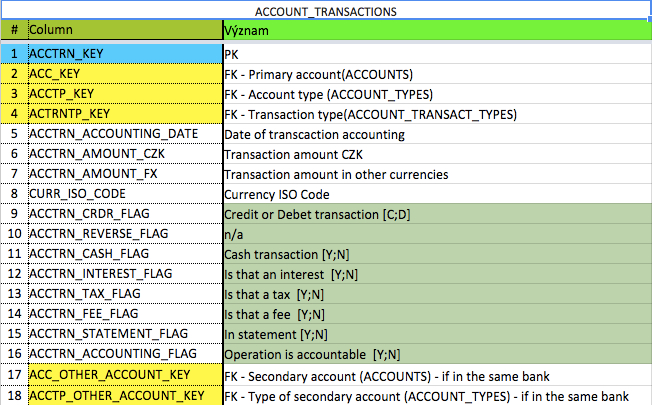 ACCOUNT_TRANSACTIONS
# Column Význam
1 ACCTRN_KEY PK
2 ACC_KEY FK - Primary account(ACCOUNTS)
3 ACCTP_KEY FK - Account type (ACCOUNT_TYPES)
4 ACTRNTP_KEY FK - Transaction type(ACCOUNT_TRANSACT_TYPES)
5 ACCTRN_ACCOUNTING_DATE Date of transcaction accounting
6 ACCTRN_AMOUNT_CZK Transaction amount CZK
7 ACCTRN_AMOUNT_FX Transaction amount in other currencies
8 CURR_ISO_CODE Currency ISO Code
9 ACCTRN_CRDR_FLAG Credit or Debet transaction [C;D]
10 ACCTRN_REVERSE_FLAG n/a
11 ACCTRN_CASH_FLAG Cash transaction [Y;N]
12 ACCTRN_INTEREST_FLAG Is that an interest [Y;N]
13 ACCTRN_TAX_FLAG Is that a tax [Y;N]
14 ACCTRN_FEE_FLAG Is that a fee [Y;N]
15 ACCTRN_STATEMENT_FLAG In statement [Y;N]
16 ACCTRN_ACCOUNTING_FLAG Operation is accountable [Y;N]
17 ACC_OTHER_ACCOUNT_KEY FK - Secondary account (ACCOUNTS) - if in the same bank
18 ACCTP_OTHER_ACCOUNT_KEY FK - Type of secondary account (ACCOUNT_TYPES) - if in the same bank